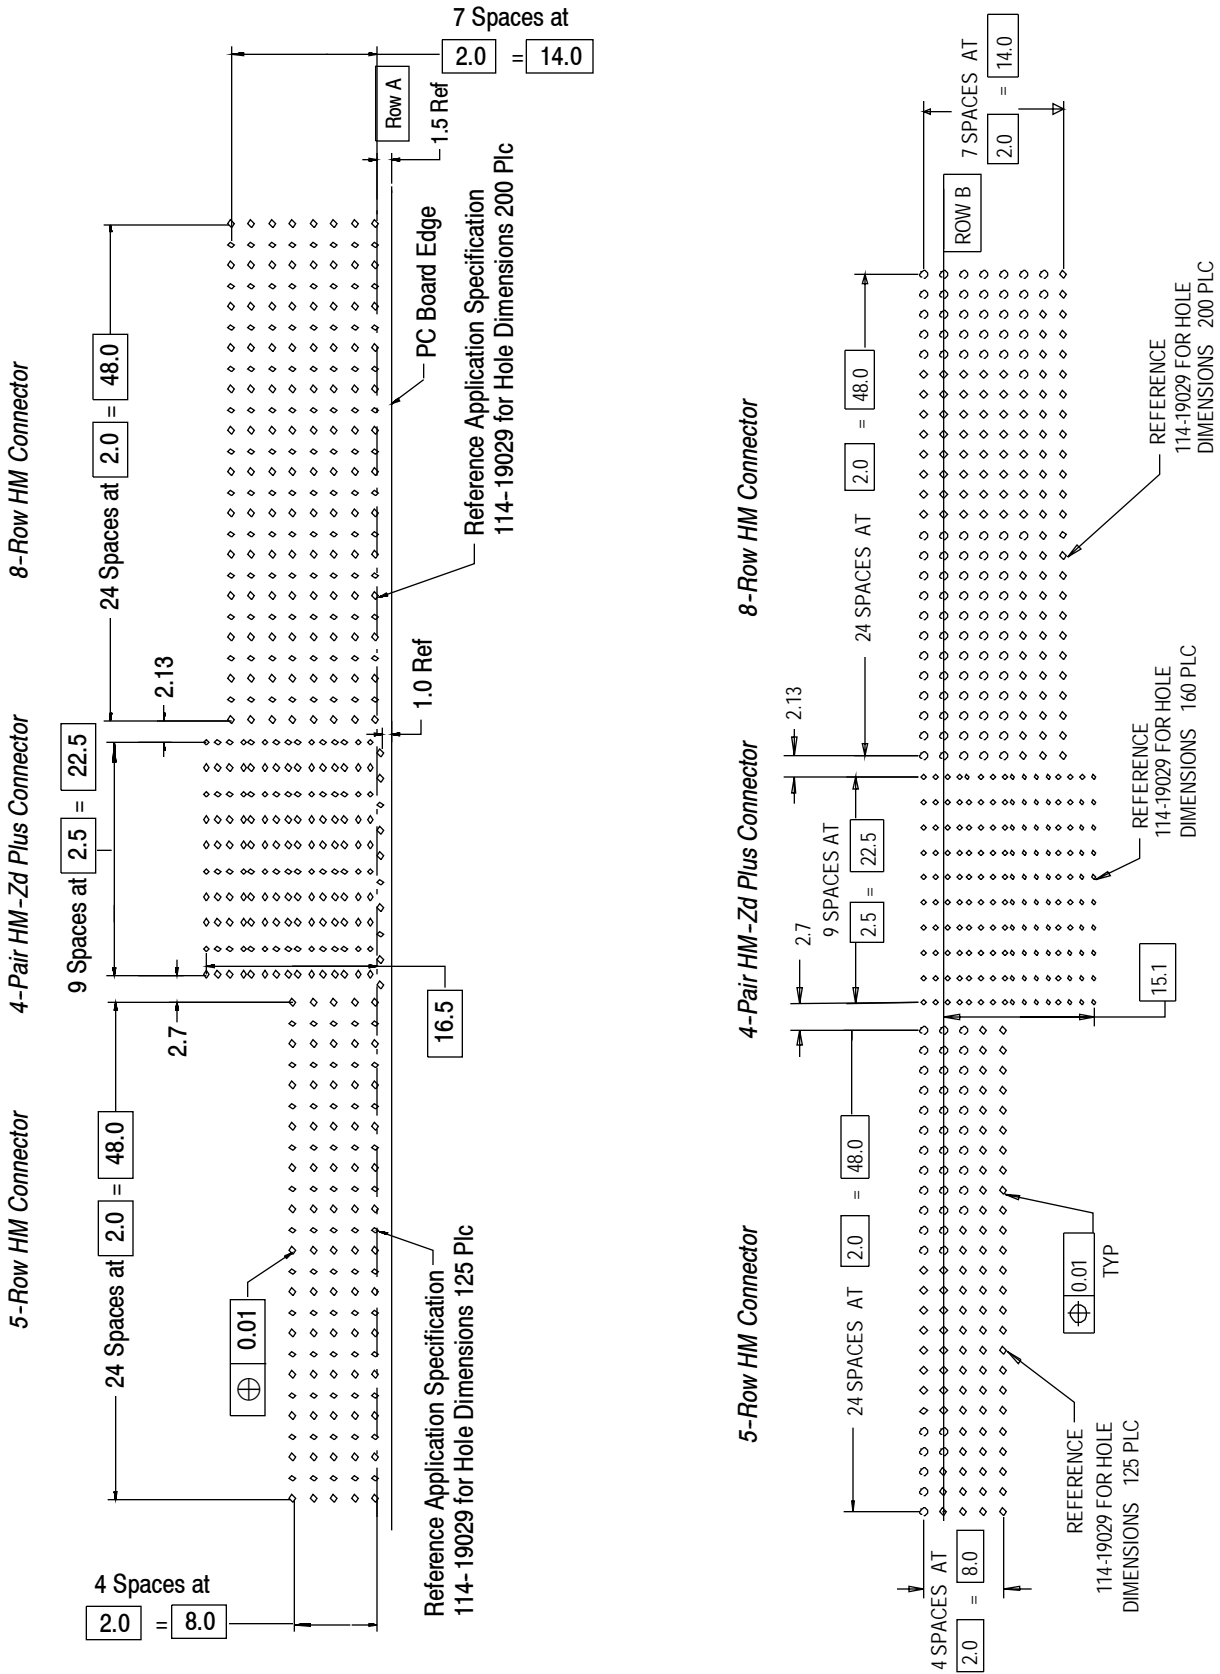 7 Spaces at
2.0 = 14.0
Row A
1.5 Ref
8-Row HM Connector
24 Spaces at 2.0 = 48.0
PC Board Edge
Reference Application Specification
114-19029 for Hole Dimensions 200 Plc
2.13
1.0 Ref
4-Pair HM-Zd Plus Connector
9 Spaces at 2.5 = 22.5
2.7
16.5
5-Row HM Connector
24 Spaces at 2.0 = 48.0
0.01
Reference Application Specification
114-19029 for Hole Dimensions 125 Plc
4 Spaces at
2.0 = 8.0
7 SPACES AT
2.0 = 14.0
ROW B
8-Row HM Connector
24 SPACES AT 2.0 = 48.0
REFERENCE
114-19029 FOR HOLE
DIMENSIONS 200 PLC
2.13
4-Pair HM-Zd Plus Connector
9 SPACES AT
2.5 = 22.5
2.7
REFERENCE
114-19029 FOR HOLE
DIMENSIONS 160 PLC
15.1
5-Row HM Connector
24 SPACES AT 2.0 = 48.0
0.01
TYP
REFERENCE
114-19029 FOR HOLE
DIMENSIONS 125 PLC
4 SPACES AT
2.0 = 8.0